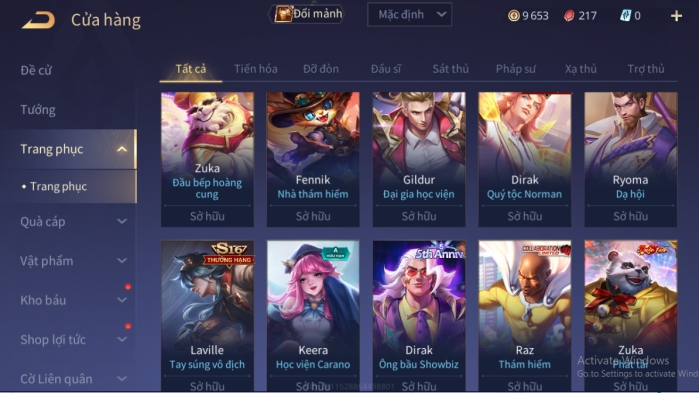 Cửa hàng
Đổi mảnh
Mặc định
9 653
217
0
Đề cử
Tướng
Trang phục
Trang phục
Quà cáp
Vật phẩm
Kho báu
Shop lợi tức
Cờ Liên quân
Tất cả
Tiến hóa
Đỡ đòn
Đấu sĩ
Sát thủ
Pháp sư
Xạ thủ
Trợ thủ
Zuka
Đầu bếp hoàng
cung
Sở hữu
Fennik
Nhà thám hiểm
Sở hữu
Gildur
Đại gia học viện
Sở hữu
Dirak
Quý tộc Norman
Sở hữu
Ryoma
Dạ hội
Sở hữu
S16
THƯỜNG HẠNG
Laville
Tay súng vô địch
Sở hữu
A
HỮU HẠN
Keera
Học viện Carano
Sở hữu
5th Anniv
Dirak
Ông bầu Showbiz
Sở hữu
COLLABORATION
LIMITED
Raz
Thám hiểm
Sở hữu
Zuka
Phát tài
Sở hữu
Activate Windows
Go to Settings to activate Wind